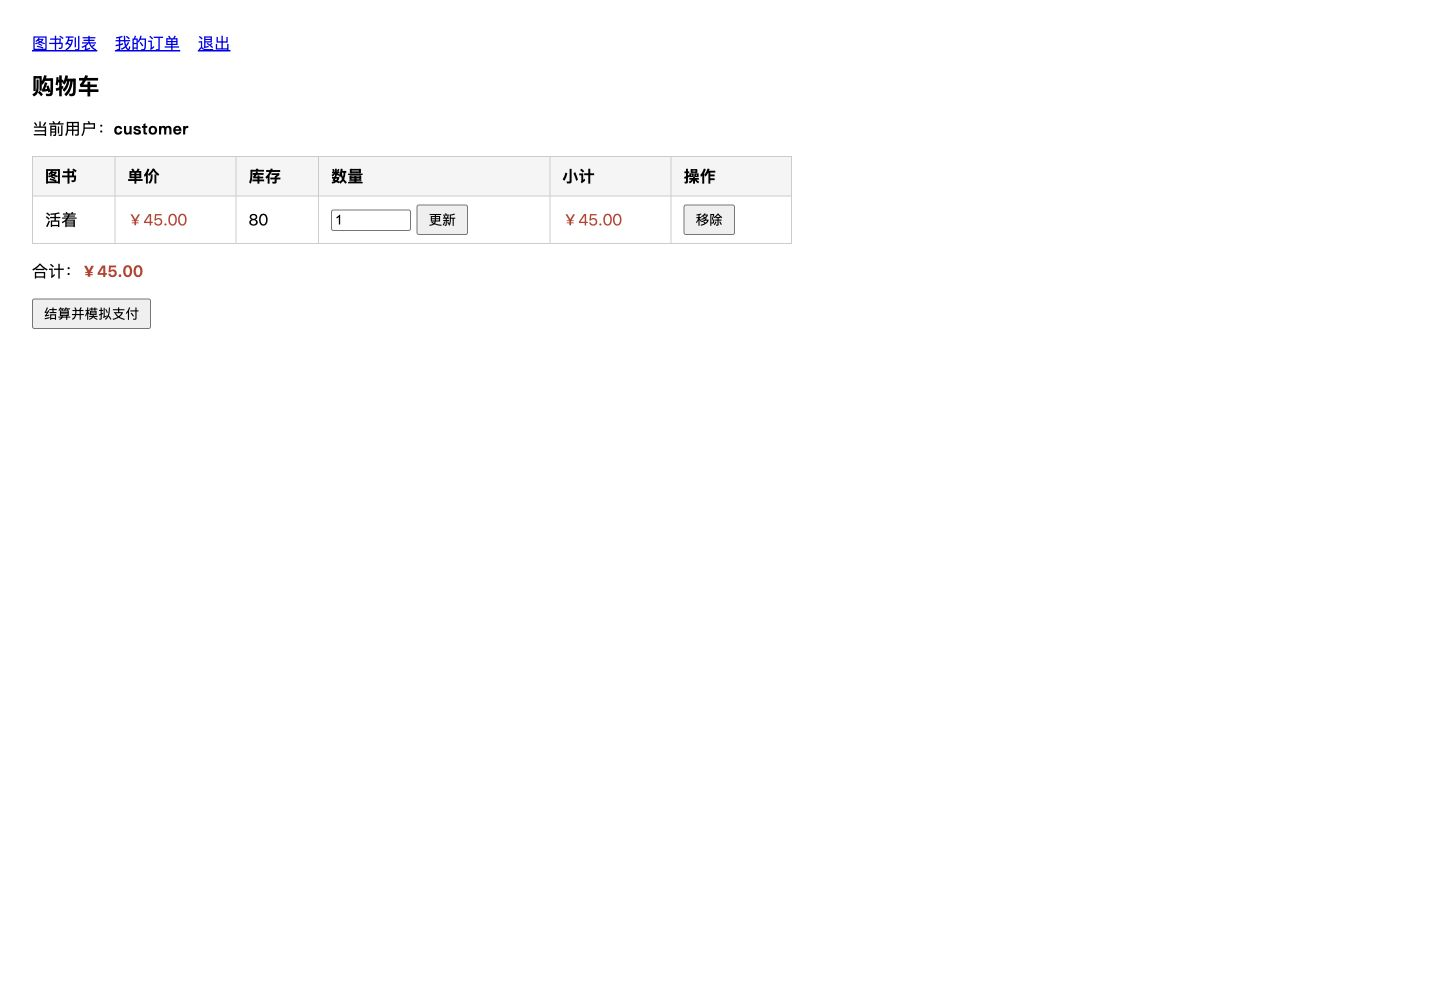 图书列表 我的订单 退出
购物车
当前用户：customer
图书 单价 库存 数量 小计 操作
活着 ￥45.00 80 1 更新 ￥45.00 移除
合计：￥45.00
结算并模拟支付